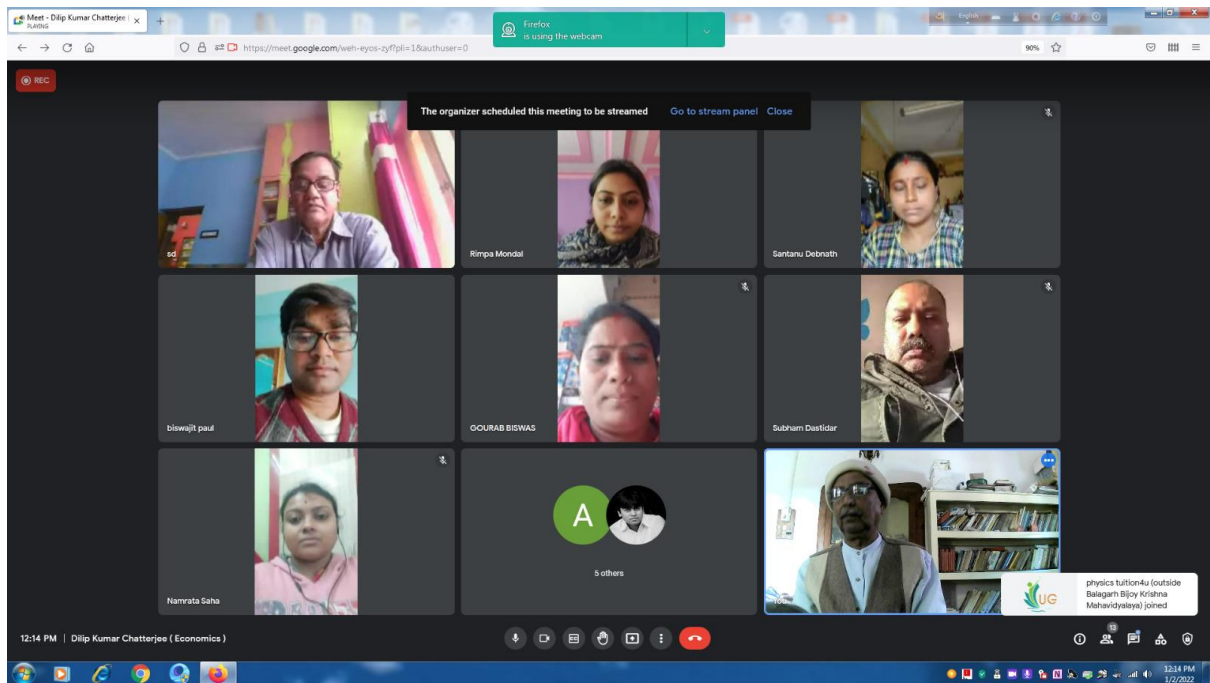 Meet - Dilip Kumar Chatterjee (
PLAYING
Firefox
is using the webcam
English
https://meet.google.com/weh-eyos-zyf?pli=1&authuser=0
90%
REC
The organizer scheduled this meeting to be streamed Go to stream panel Close
sd
Rimpa Mondal
Santanu Debnath
biswajit paul
GOURAB BISWAS
Subham Dastidar
Namrata Saha
A
5 others
You
UG
physics tuition4u (outside
Balagarh Bijoy Krishna
Mahavidyalaya) joined
12:14 PM | Dilip Kumar Chatterjee ( Economics )
13
12:14 PM
1/2/2022